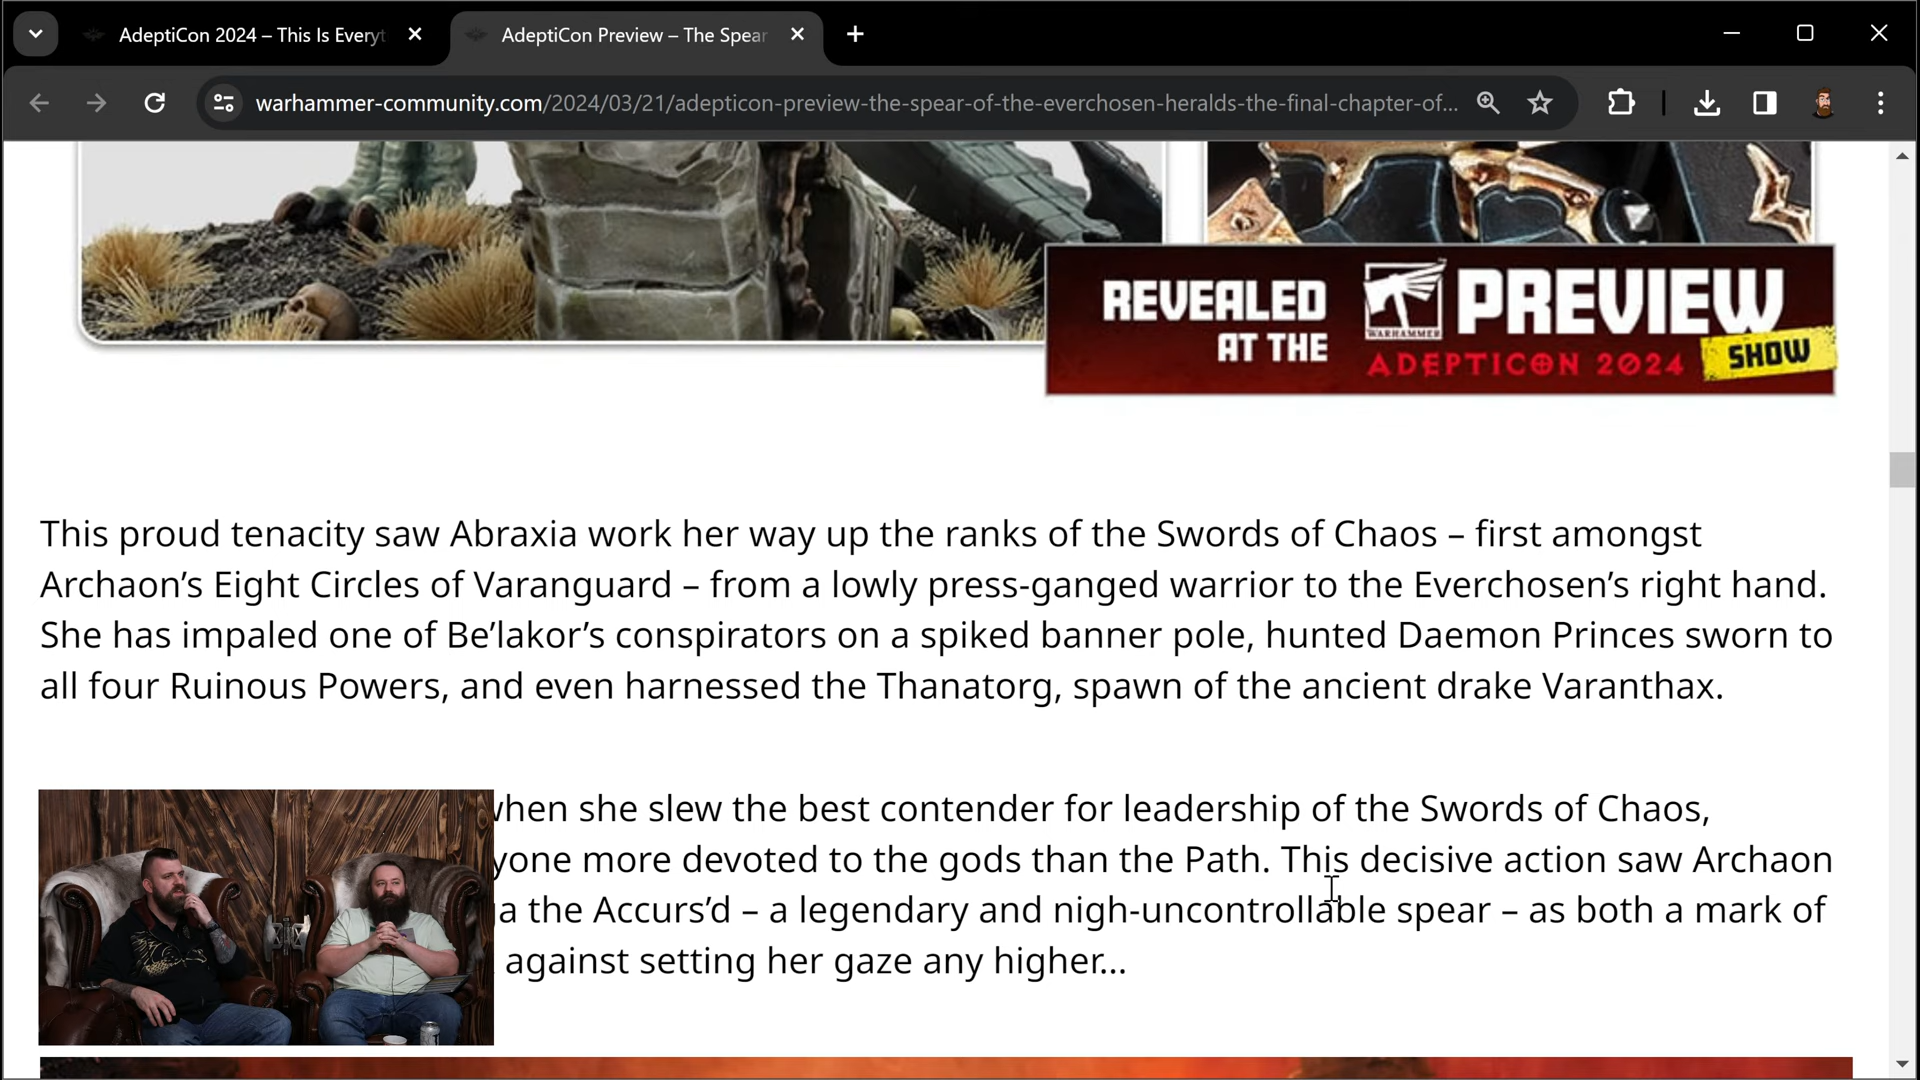 AdeptiCon 2024 – This Is Everyt
AdeptiCon Preview – The Spear
warhammer-community.com/2024/03/21/adepticon-preview-the-spear-of-the-everchosen-heralds-the-final-chapter-of...
REVEALED
AT THE
WARHAMMER
PREVIEW
ADEPTICON 2024
SHOW
This proud tenacity saw Abraxia work her way up the ranks of the Swords of Chaos – first amongst
Archaon’s Eight Circles of Varanguard – from a lowly press-ganged warrior to the Everchosen’s right hand.
She has impaled one of Be’lakor’s conspirators on a spiked banner pole, hunted Daemon Princes sworn to
all four Ruinous Powers, and even harnessed the Thanatorg, spawn of the ancient drake Varanthax.
when she slew the best contender for leadership of the Swords of Chaos,
yone more devoted to the gods than the Path. This decisive action saw Archaon
a the Accurs’d – a legendary and nigh-uncontrollable spear – as both a mark of
against setting her gaze any higher...